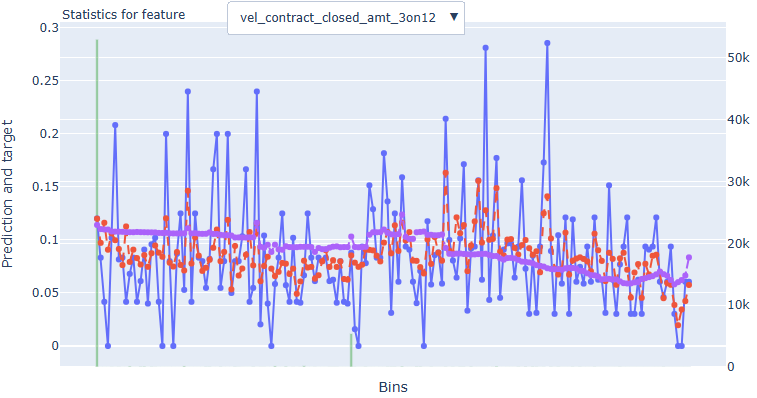 Statistics for feature
vel_contract_closed_amt_3on12 ▼
0.3
0.25
0.2
0.15
0.1
0.05
0
50k
40k
30k
20k
10k
0
Prediction and target
Bins